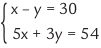 x – y = 30
5x + 3y = 54